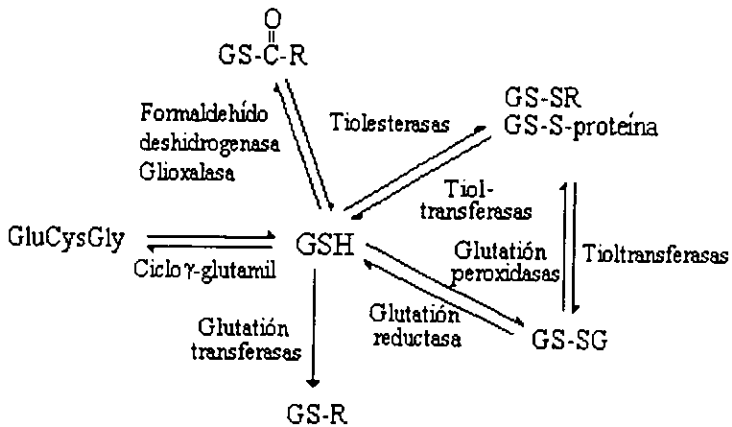 O
GS-C-R
Formaldehído
deshidrogenasa
Glioxalasa
Tiolesterasas
GS-SR
GS-S-proteína
Tiol-
transferasas
GluCysGly
Ciclo γ-glutamil
GSH
Glutatión
peroxidasas
Tioltransferasas
Glutatión
reductasa
Glutatión
transferasas
GS-SG
GS-R